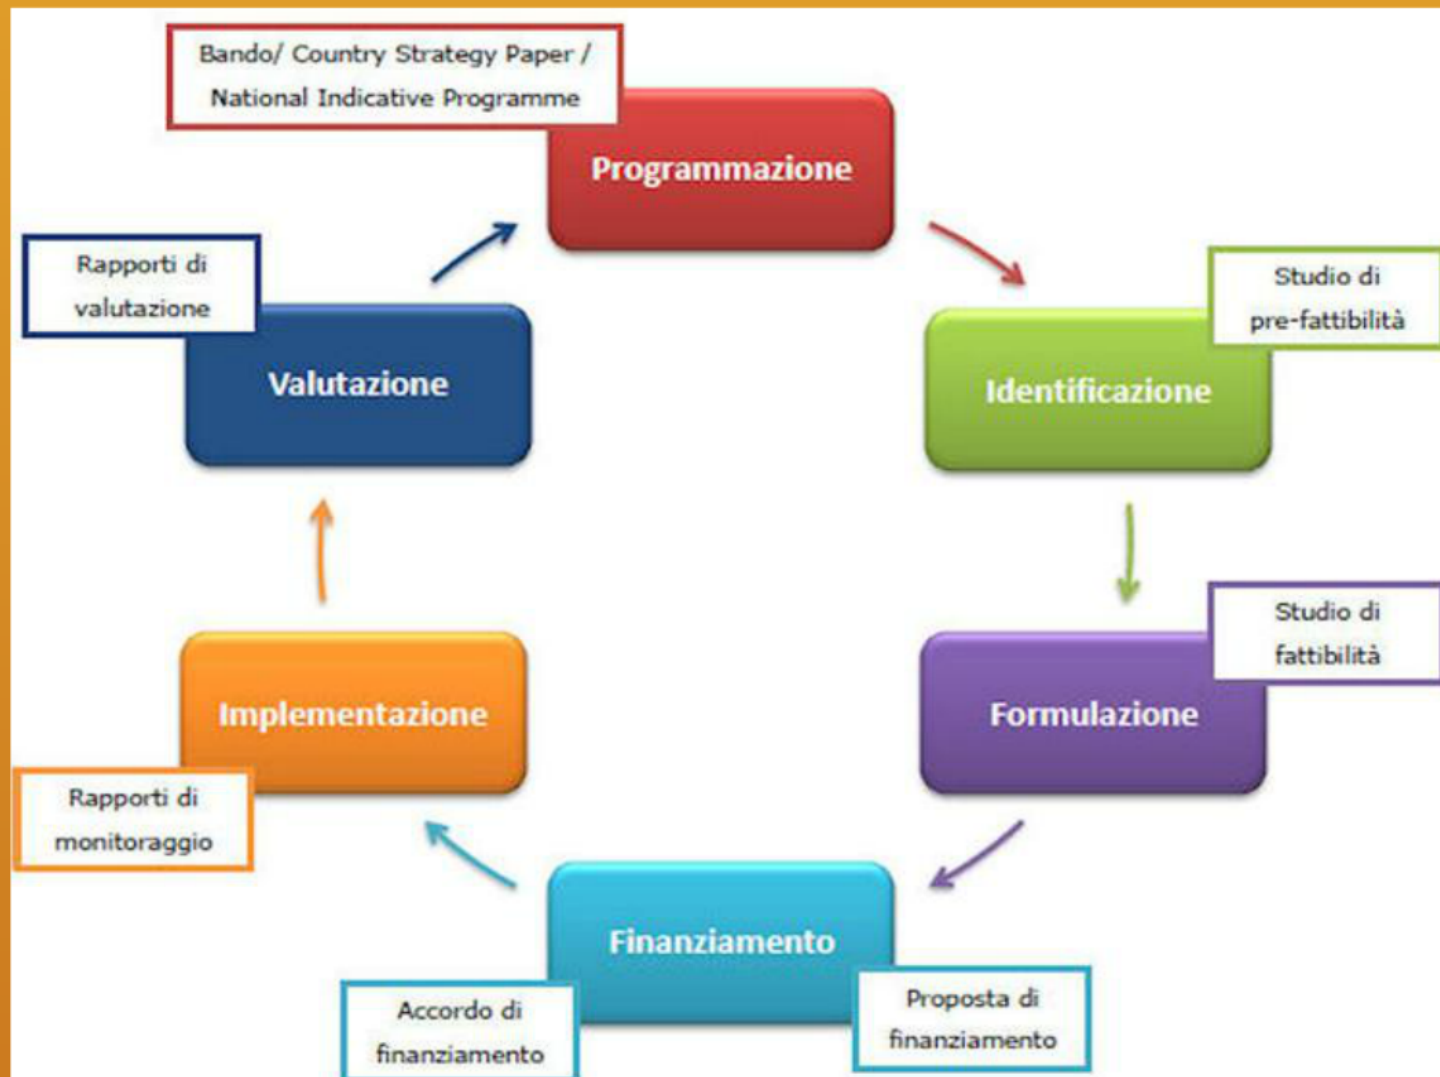 Bando/ Country Strategy Paper /
National Indicative Programme
Programmazione
Rapporti di
valutazione
Studio di
pre-fattibilità
Valutazione
Identificazione
Studio di
fattibilità
Implementazione
Formulazione
Rapporti di
monitoraggio
Finanziamento
Accordo di
finanziamento
Proposta di
finanziamento